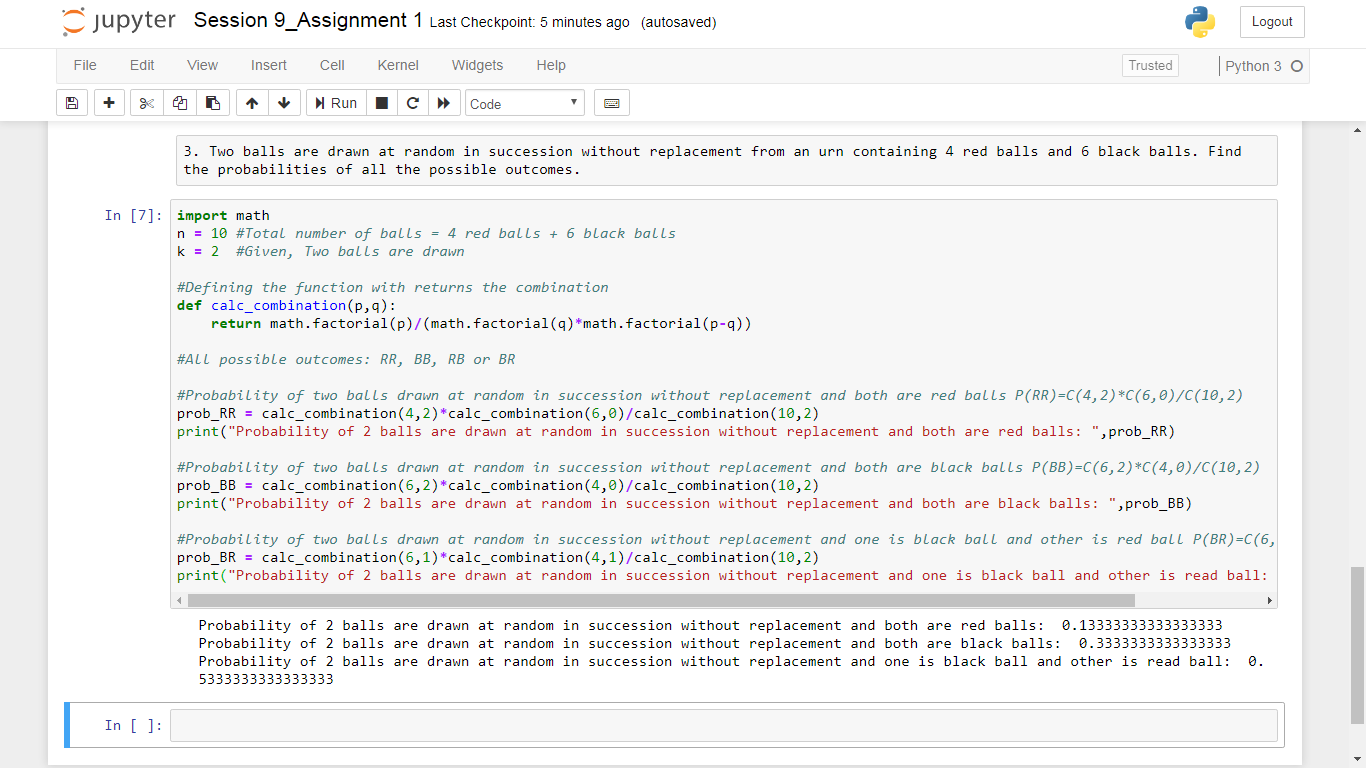 jupyter Session 9_Assignment 1 Last Checkpoint: 5 minutes ago (autosaved) Logout
File Edit View Insert Cell Kernel Widgets Help Trusted Python 3
Run Code
3. Two balls are drawn at random in succession without replacement from an urn containing 4 red balls and 6 black balls. Find
the probabilities of all the possible outcomes.
In [7]: import math
n = 10 #Total number of balls = 4 red balls + 6 black balls
k = 2  #Given, Two balls are drawn
#Defining the function with returns the combination
def calc_combination(p,q):
    return math.factorial(p)/(math.factorial(q)*math.factorial(p-q))
#All possible outcomes: RR, BB, RB or BR
#Probability of two balls drawn at random in succession without replacement and both are red balls P(RR)=C(4,2)*C(6,0)/C(10,2)
prob_RR = calc_combination(4,2)*calc_combination(6,0)/calc_combination(10,2)
print("Probability of 2 balls are drawn at random in succession without replacement and both are red balls: ",prob_RR)
#Probability of two balls drawn at random in succession without replacement and both are black balls P(BB)=C(6,2)*C(4,0)/C(10,2)
prob_BB = calc_combination(6,2)*calc_combination(4,0)/calc_combination(10,2)
print("Probability of 2 balls are drawn at random in succession without replacement and both are black balls: ",prob_BB)
#Probability of two balls drawn at random in succession without replacement and one is black ball and other is red ball P(BR)=C(6,
prob_BR = calc_combination(6,1)*calc_combination(4,1)/calc_combination(10,2)
print("Probability of 2 balls are drawn at random in succession without replacement and one is black ball and other is read ball:
Probability of 2 balls are drawn at random in succession without replacement and both are red balls:  0.13333333333333333
Probability of 2 balls are drawn at random in succession without replacement and both are black balls:  0.3333333333333333
Probability of 2 balls are drawn at random in succession without replacement and one is black ball and other is read ball:  0.
5333333333333333
In [ ]: